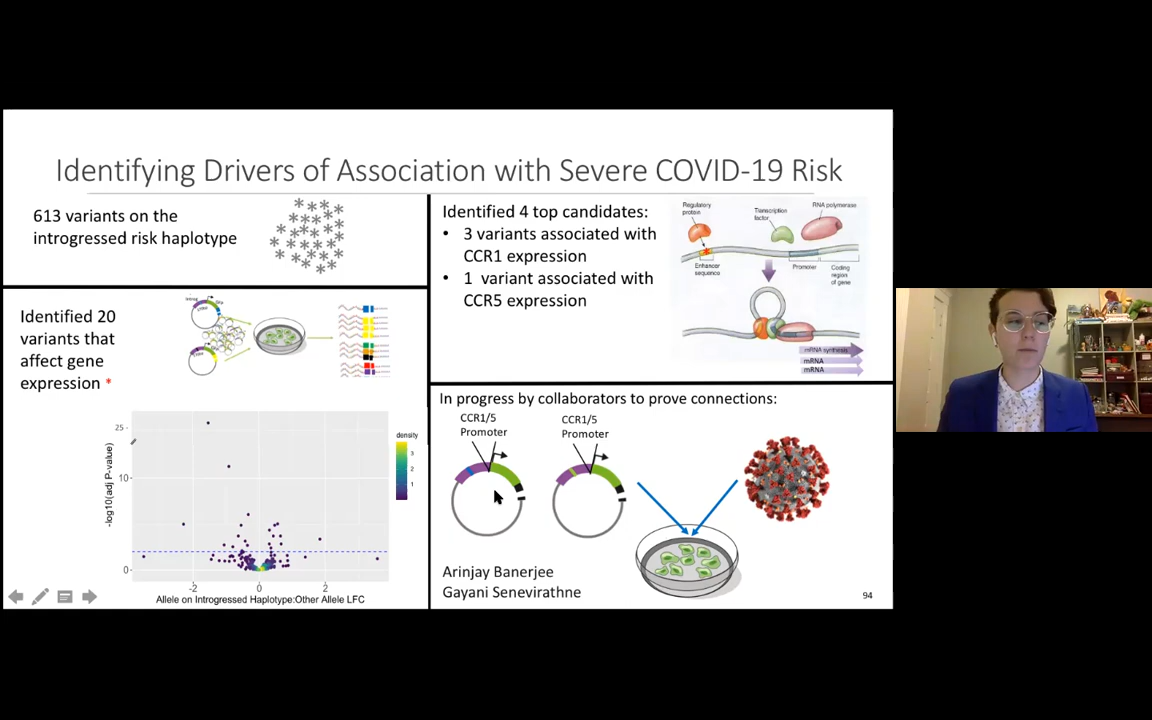 Identifying Drivers of Association with Severe COVID-19 Risk
613 variants on the
introgressed risk haplotype
Identified 20
variants that
affect gene
expression *
-log10(adj P-value)
25
10
0
-2
0
2
Allele on Introgressed Haplotype:Other Allele LFC
density
3
2
1
Identified 4 top candidates:
• 3 variants associated with
CCR1 expression
• 1 variant associated with
CCR5 expression
Regulatory
protein
Transcription
factor
RNA polymerase
Enhancer
sequence
Promoter
Coding
region
of gene
mRNA synthesis
mRNA
mRNA
In progress by collaborators to prove connections:
CCR1/5
Promoter
CCR1/5
Promoter
Arinjay Banerjee
Gayani Senevirathne
94